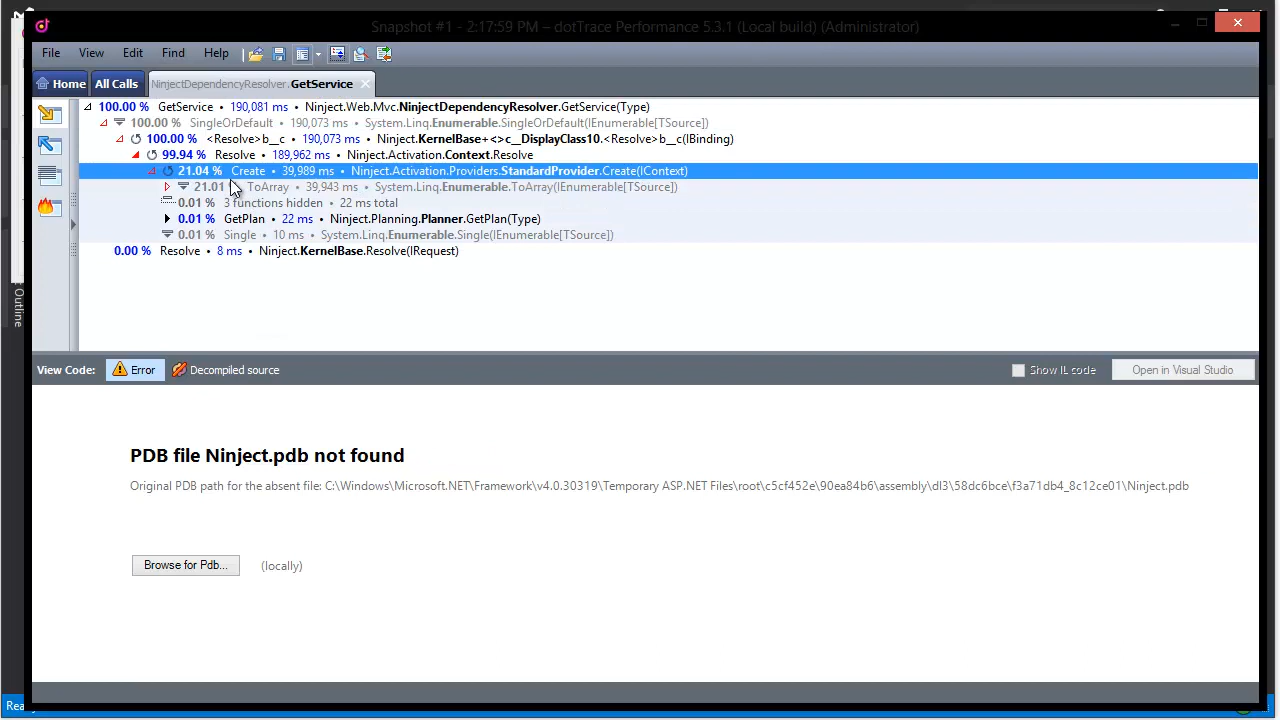 Snapshot #1 - 2:17:59 PM – dotTrace Performance 5.3.1 (Local build) (Administrator)
File View Edit Find Help
Home All Calls NinjectDependencyResolver.GetService
100.00 % GetService • 190,081 ms • Ninject.Web.Mvc.NinjectDependencyResolver.GetService(Type)
100.00 % SingleOrDefault • 190,073 ms • System.Linq.Enumerable.SingleOrDefault(IEnumerable[TSource])
100.00 % <Resolve>b__c • 190,073 ms • Ninject.KernelBase+<>c__DisplayClass10.<Resolve>b__c(IBinding)
99.94 % Resolve • 189,962 ms • Ninject.Activation.Context.Resolve
21.04 % Create • 39,989 ms • Ninject.Activation.Providers.StandardProvider.Create(IContext)
21.01 ToArray • 39,943 ms • System.Linq.Enumerable.ToArray(IEnumerable[TSource])
0.01 % 3 functions hidden • 22 ms total
0.01 % GetPlan • 22 ms • Ninject.Planning.Planner.GetPlan(Type)
0.01 % Single • 10 ms • System.Linq.Enumerable.Single(IEnumerable[TSource])
0.00 % Resolve • 8 ms • Ninject.KernelBase.Resolve(IRequest)
Outline
View Code: Error Decompiled source Show IL code Open in Visual Studio
PDB file Ninject.pdb not found
Original PDB path for the absent file: C:\Windows\Microsoft.NET\Framework\v4.0.30319\Temporary ASP.NET Files\root\c5cf452e\90ea84b6\assembly\dl3\58dc6bce\f3a71db4_8c12ce01\Ninject.pdb
Browse for Pdb... (locally)